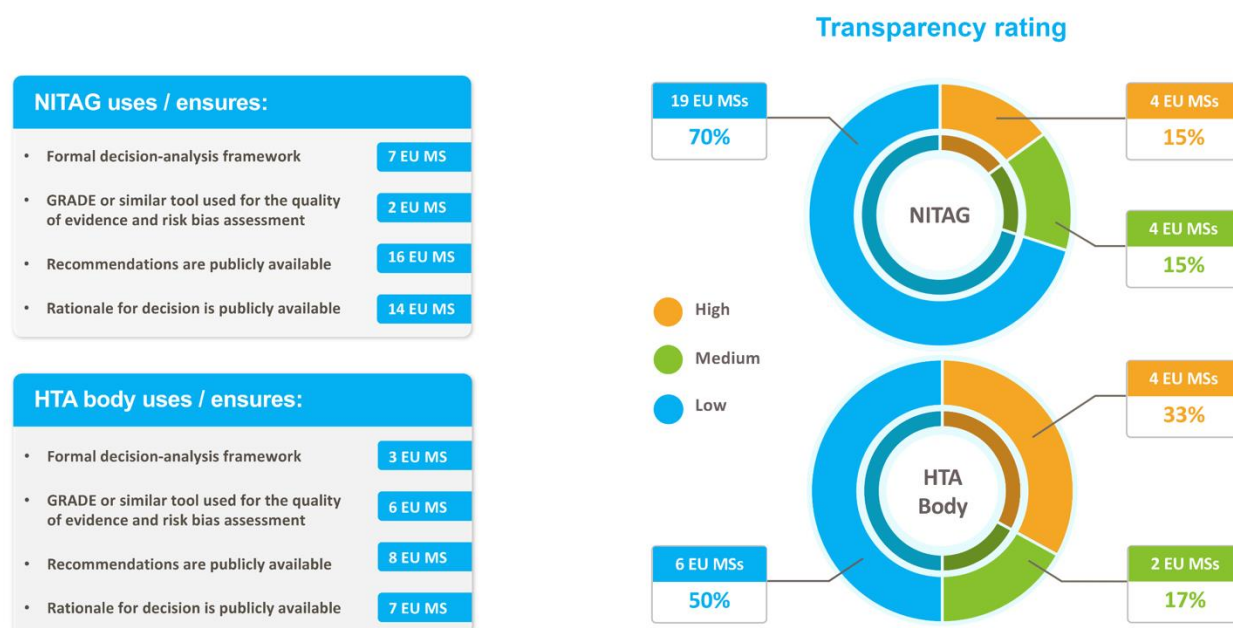 Transparency rating
NITAG uses / ensures:
• Formal decision-analysis framework
7 EU MS
• GRADE or similar tool used for the quality
of evidence and risk bias assessment
2 EU MS
• Recommendations are publicly available
16 EU MS
• Rationale for decision is publicly available
14 EU MS
HTA body uses / ensures:
• Formal decision-analysis framework
3 EU MS
• GRADE or similar tool used for the quality
of evidence and risk bias assessment
6 EU MS
• Recommendations are publicly available
8 EU MS
• Rationale for decision is publicly available
7 EU MS
19 EU MSs
70%
4 EU MSs
15%
NITAG
4 EU MSs
15%
High
Medium
Low
4 EU MSs
33%
HTA
Body
6 EU MSs
50%
2 EU MSs
17%